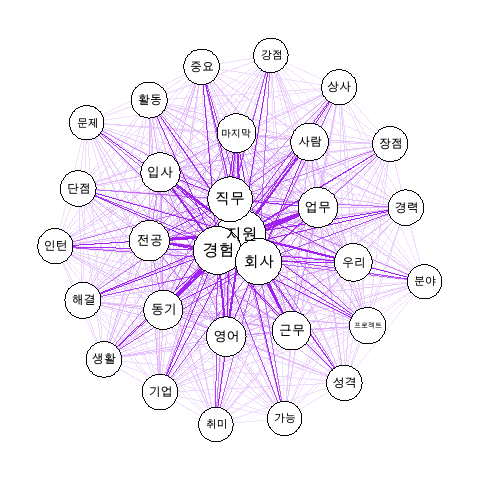 강점
중요
상사
활동
문제
마지막
사람
장점
입사
단점
직무
업무
경력
지원
전공
인턴
경험
회사
우리
분야
해결
동기
프로젝트
영어
근무
생활
성격
기업
가능
취미